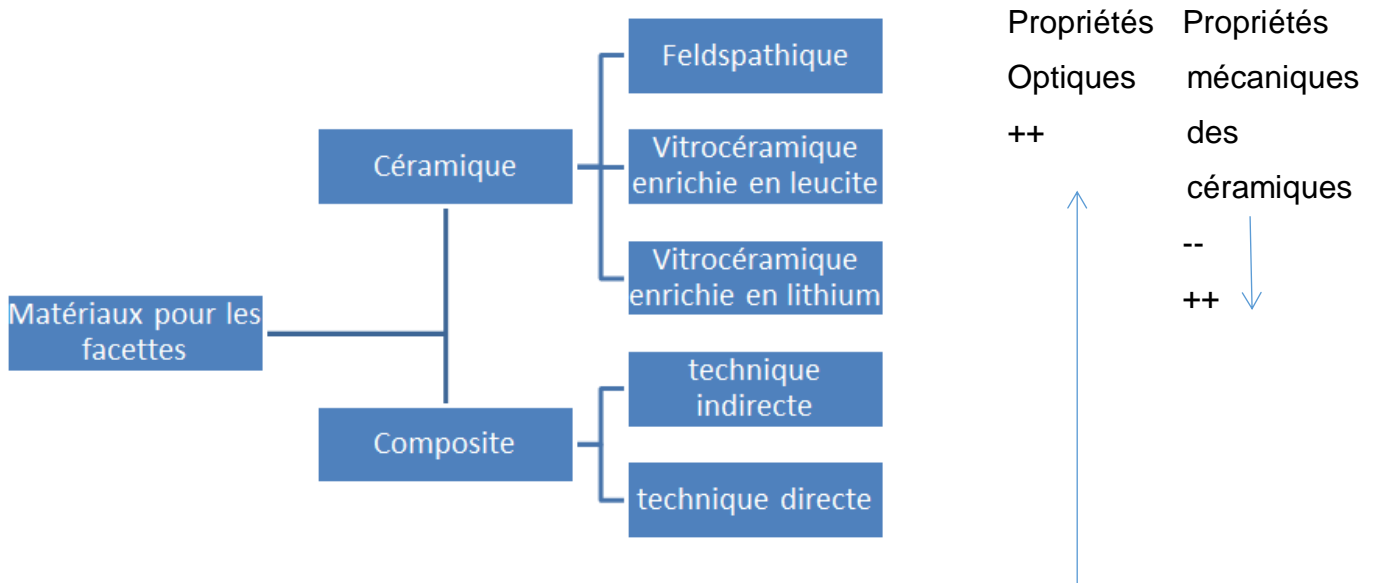 Matériaux pour les
facettes
Céramique
Composite
Feldspathique
Vitrocéramique
enrichie en leucite
Vitrocéramique
enrichie en lithium
technique
indirecte
technique directe
Propriétés
Optiques
++
Propriétés
mécaniques
des
céramiques
--
++